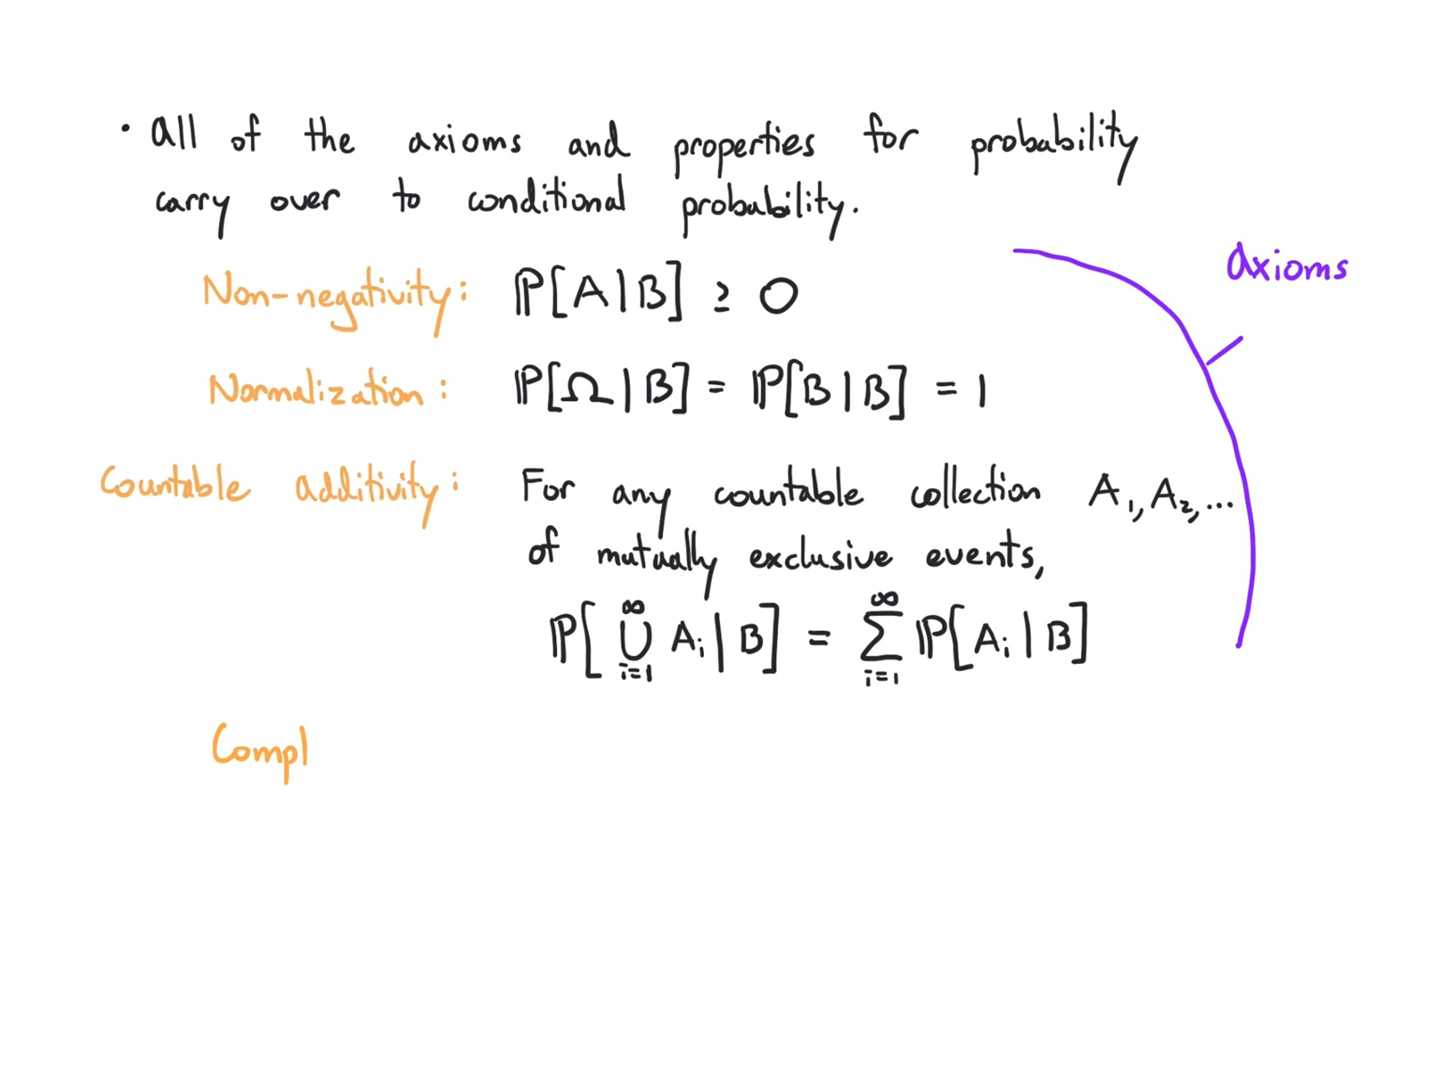 • all of the axioms and properties for probability
carry over to conditional probability.
axioms
Non-negativity: ℙ[A|B] ≥ 0
Normalization: ℙ[Ω|B] = ℙ[B|B] = 1
Countable additivity: For any countable collection A₁, A₂, ...
of mutually exclusive events,
ℙ[⋃_{i=1}^{∞} Aᵢ | B] = ∑_{i=1}^{∞} ℙ[Aᵢ | B]
Compl